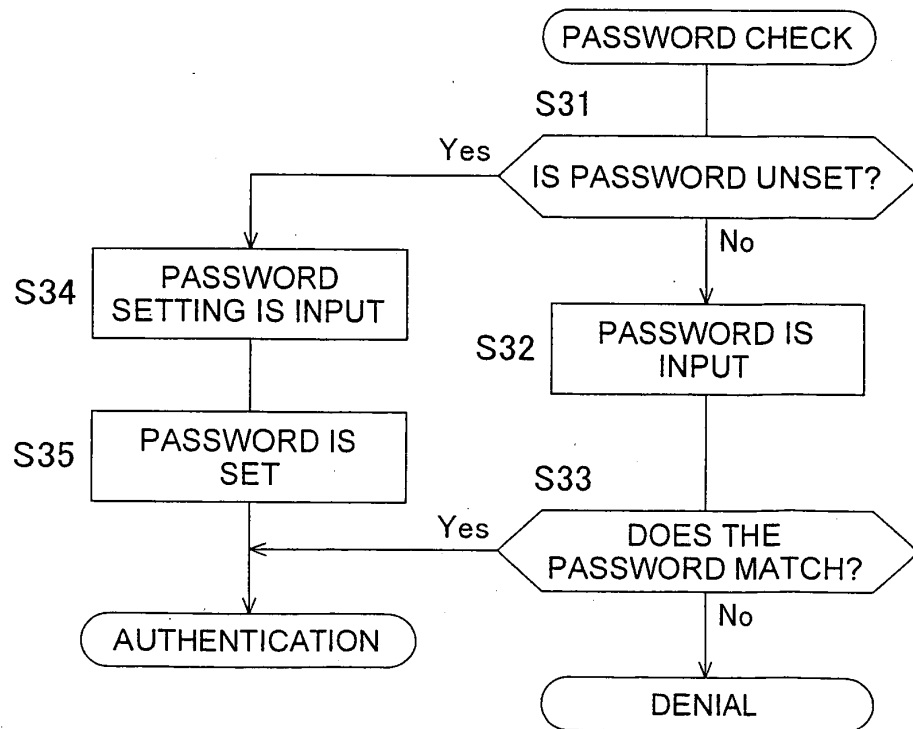 PASSWORD CHECK
S31
Yes
IS PASSWORD UNSET?
No
S34
PASSWORD
SETTING IS INPUT
S32
PASSWORD IS
INPUT
S35
PASSWORD IS
SET
S33
Yes
DOES THE
PASSWORD MATCH?
No
AUTHENTICATION
DENIAL